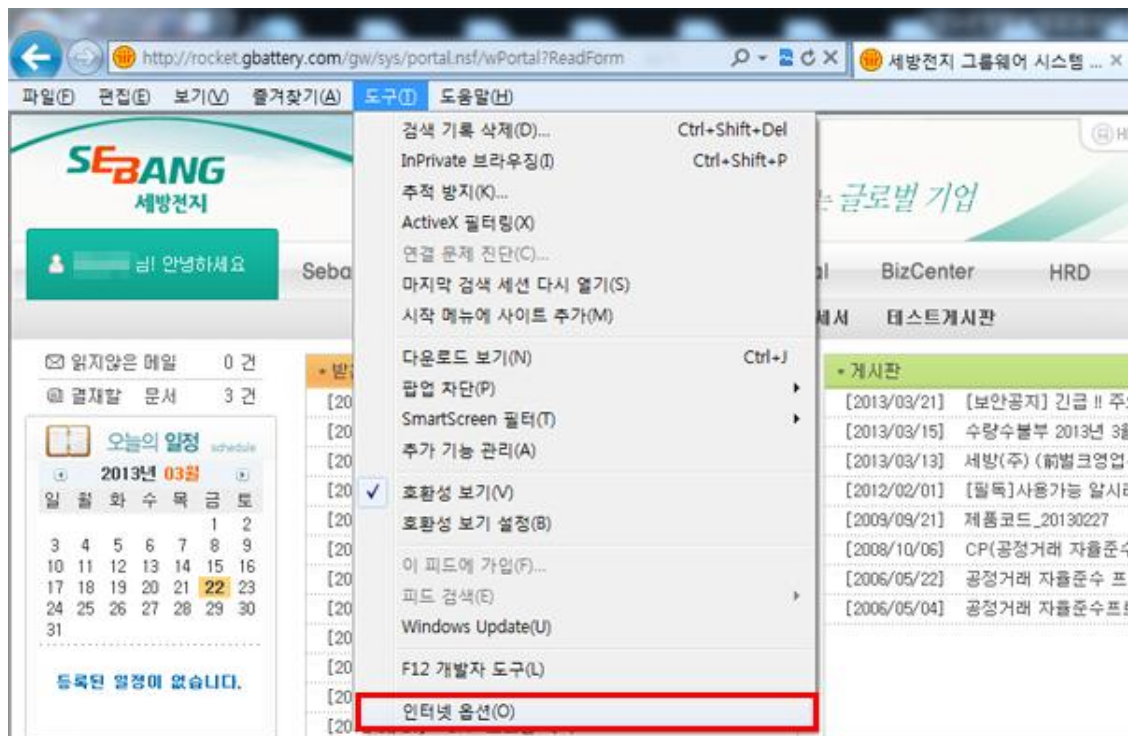 http://rocket.gbattery.com/gw/sys/portal.nsf/wPortal?ReadForm
세방전지 그룹웨어 시스템 ...
파일(F) 편집(E) 보기(V) 즐겨찾기(A) 도구(T) 도움말(H)
검색 기록 삭제(D)... Ctrl+Shift+Del
InPrivate 브라우징(I) Ctrl+Shift+P
추적 방지(K)...
ActiveX 필터링(X)
연결 문제 진단(C)...
마지막 검색 세션 다시 열기(S)
시작 메뉴에 사이트 추가(M)
다운로드 보기(N) Ctrl+J
팝업 차단(P)
SmartScreen 필터(T)
추가 기능 관리(A)
호환성 보기(V)
호환성 보기 설정(B)
이 피드에 가입(F)...
피드 검색(E)
Windows Update(U)
F12 개발자 도구(L)
인터넷 옵션(O)
SEBANG
세방전지
는 글로벌 기업
님! 안녕하세요
Seba
BizCenter HRD
세서 테스트게시판
읽지않은 메일 0 건
결재할 문서 3 건
오늘의 일정 schedule
2013년 03월
일 월 화 수 목 금 토
1 2
3 4 5 6 7 8 9
10 11 12 13 14 15 16
17 18 19 20 21 22 23
24 25 26 27 28 29 30
31
등록된 일정이 없습니다.
받은
[20
[20
[20
[20
[20
[20
[20
[20
[20
[20
[20
[20
게시판
[2013/03/21] [보안공지] 긴급 !! 주
[2013/03/15] 수량수불부 2013년 3월
[2013/03/13] 세방(주) (前벌크영업
[2012/02/01] [필독]사용가능 알시
[2009/09/21] 제품코드_20130227
[2008/10/06] CP(공정거래 자율준수
[2006/05/22] 공정거래 자율준수 프
[2006/05/04] 공정거래 자율준수프